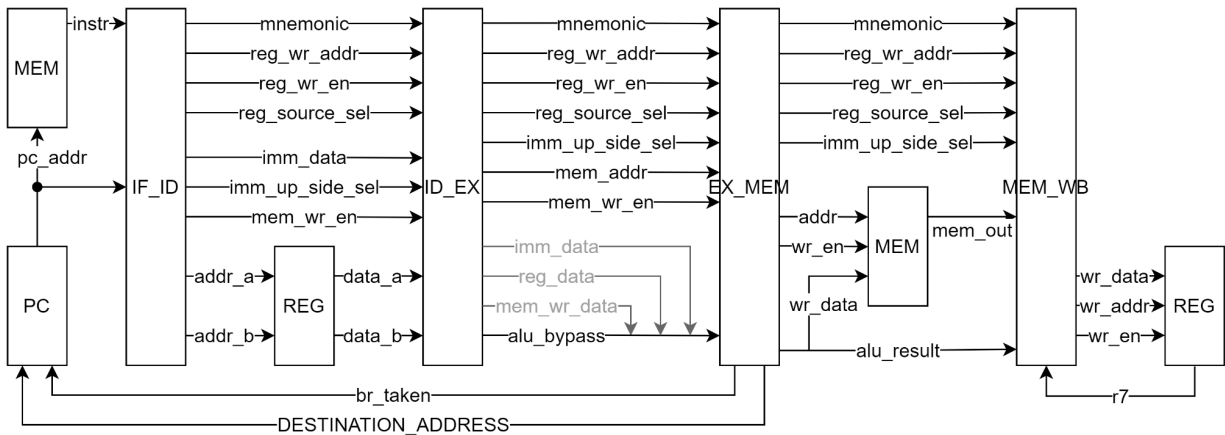 instr
mnemonic
mnemonic
mnemonic
reg_wr_addr
reg_wr_addr
reg_wr_addr
MEM
reg_wr_en
reg_wr_en
reg_wr_en
reg_source_sel
reg_source_sel
reg_source_sel
imm_up_side_sel
imm_up_side_sel
pc_addr
imm_data
mem_addr
IF_ID
imm_up_side_sel
ID_EX
EX_MEM
MEM_WB
mem_wr_en
mem_wr_en
addr
mem_out
imm_data
wr_en
MEM
addr_a
data_a
reg_data
wr_data
PC
REG
mem_wr_data
wr_data
wr_addr
REG
addr_b
data_b
alu_bypass
wr_en
alu_result
br_taken
r7
DESTINATION_ADDRESS